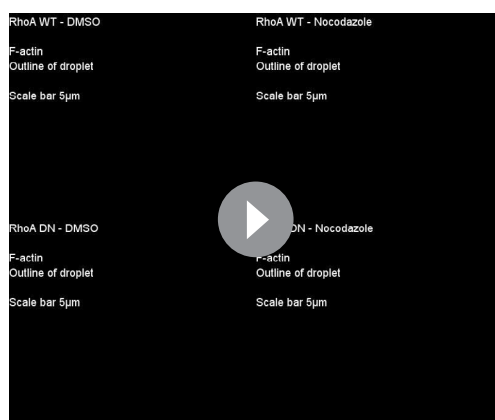 RhoA WT - DMSO
F-actin
Outline of droplet
Scale bar 5µm
RhoA WT - Nocodazole
F-actin
Outline of droplet
Scale bar 5µm
RhoA DN - DMSO
F-actin
Outline of droplet
Scale bar 5µm
DN - Nocodazole
F-actin
Outline of droplet
Scale bar 5µm